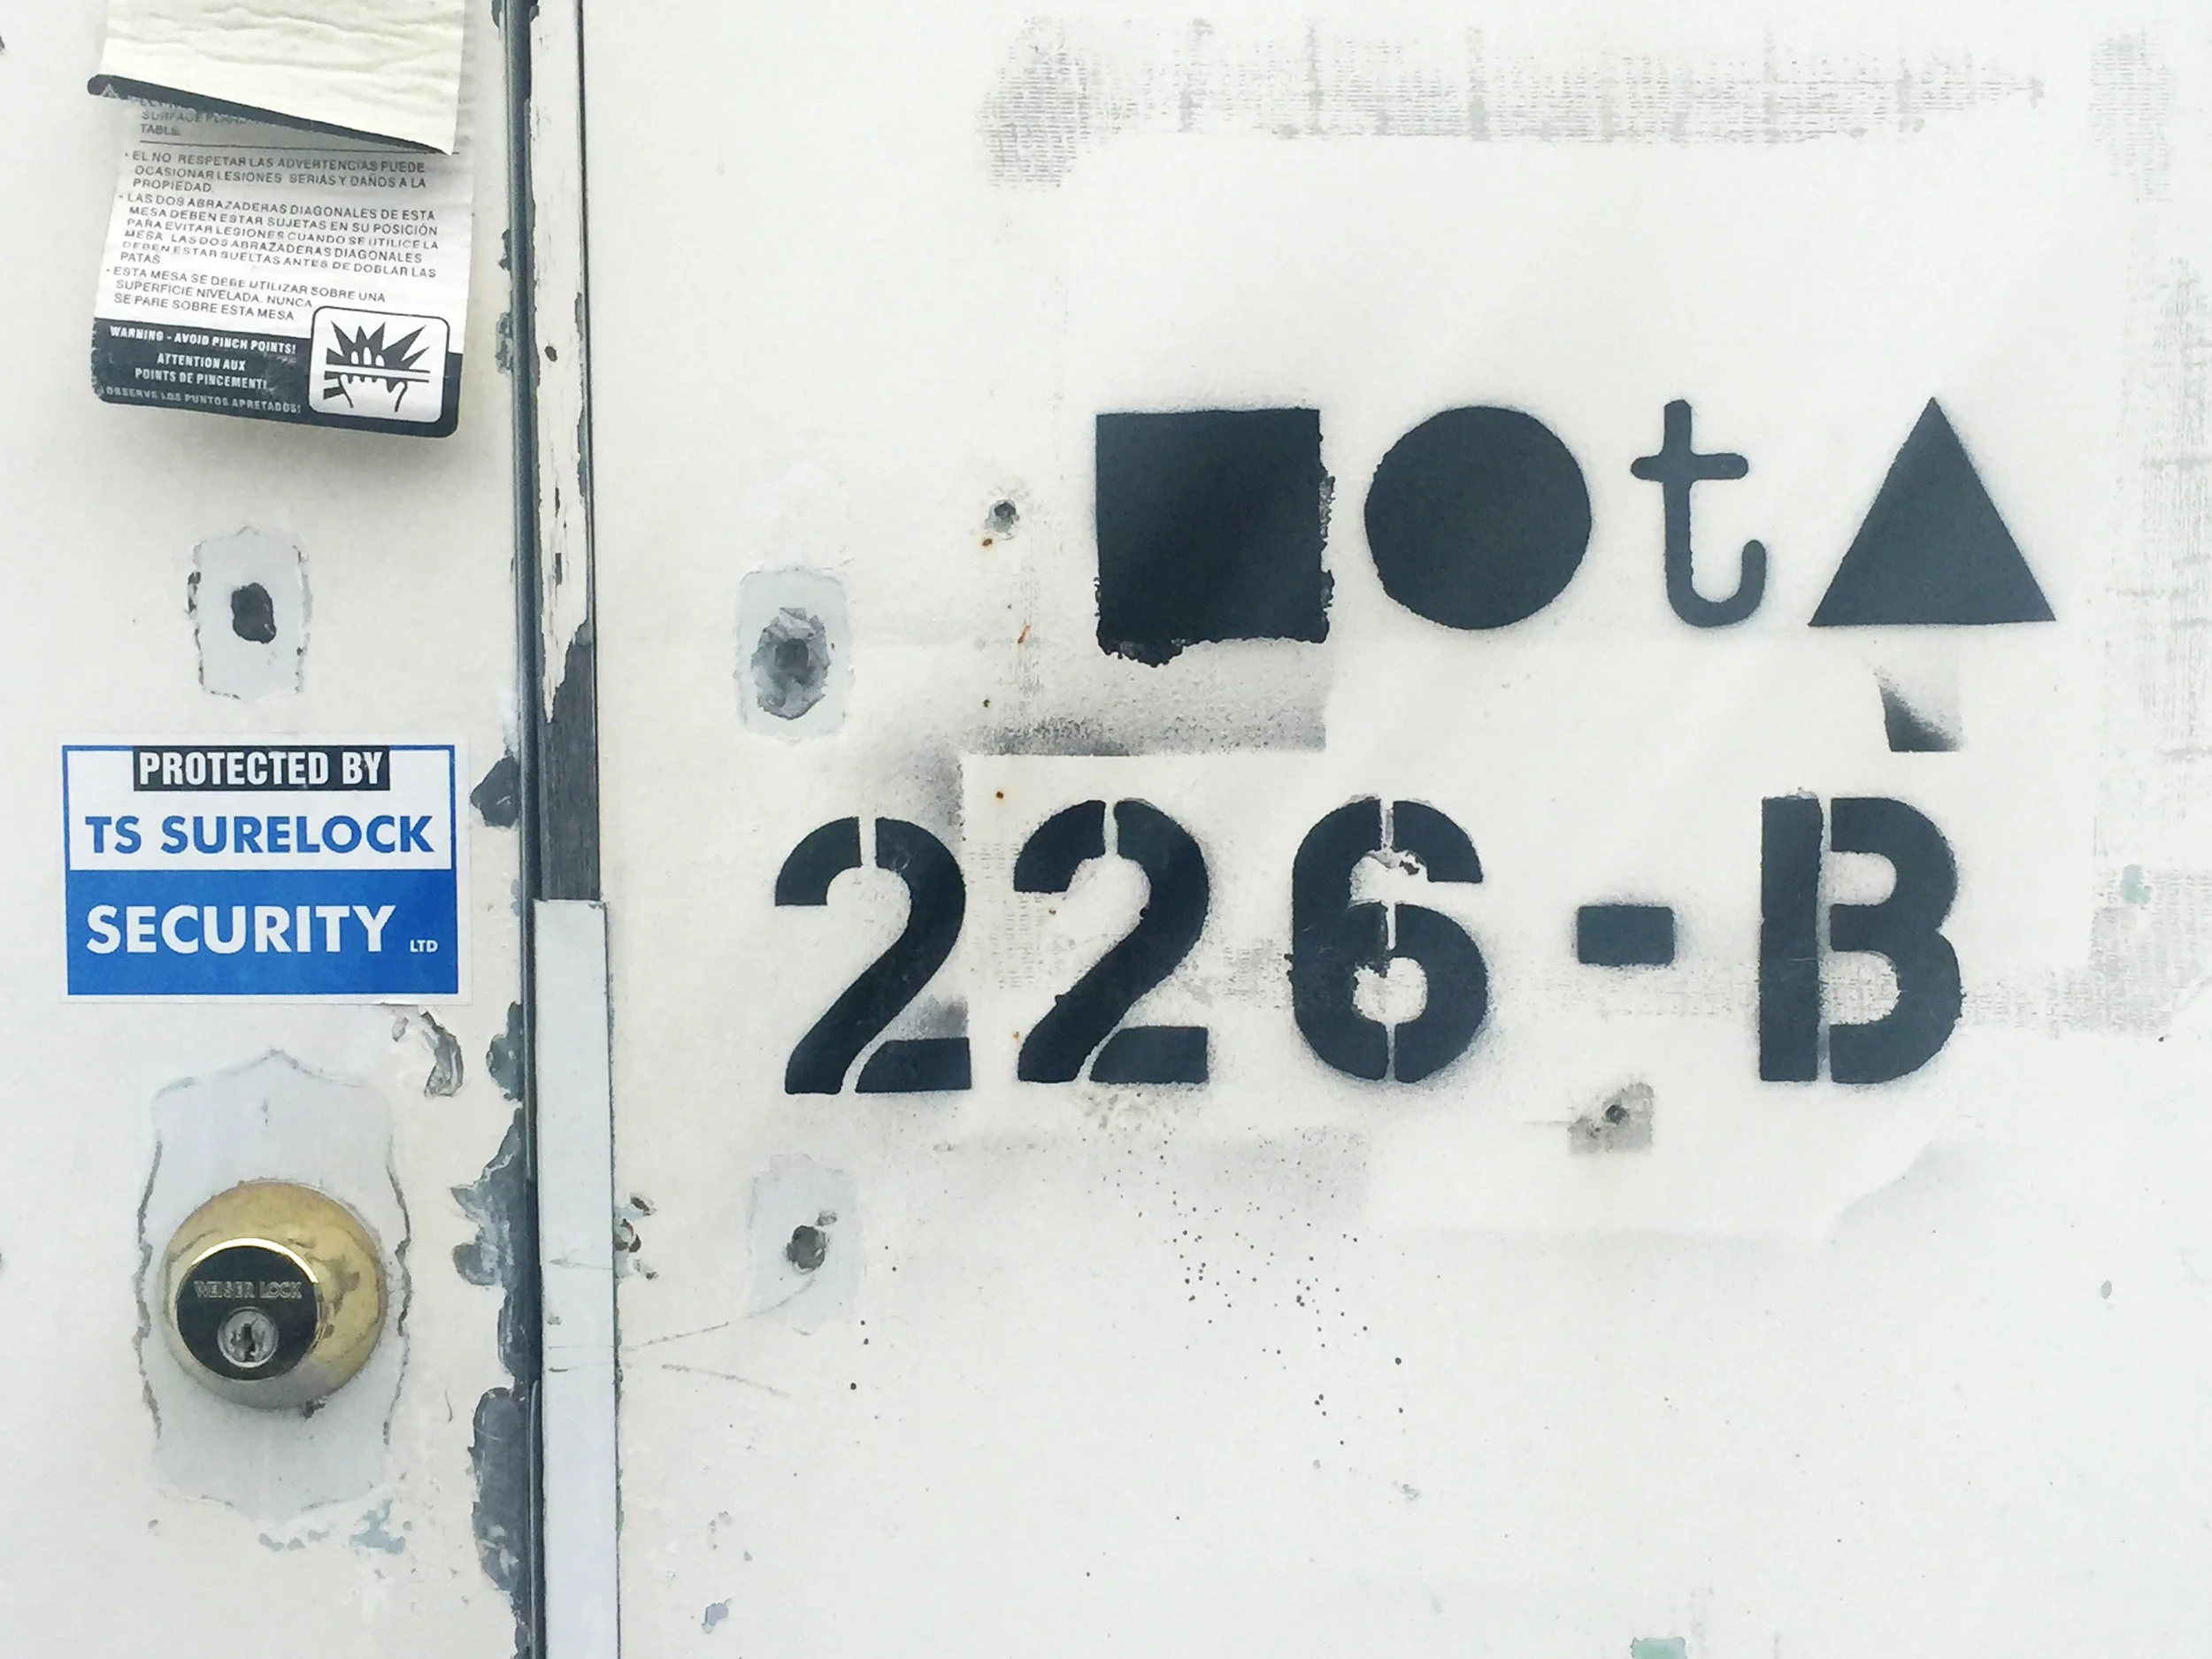 SURFACE
TABLE.
• EL NO RESPETAR LAS ADVERTENCIAS PUEDE
OCASIONAR LESIONES SERIAS Y DAÑOS A LA
PROPIEDAD.
• LAS DOS ABRAZADERAS DIAGONALES DE ESTA
MESA DEBEN ESTAR SUJETAS EN SU POSICIÓN
PARA EVITAR LESIONES CUANDO SE UTILICE LA
MESA. LAS DOS ABRAZADERAS DIAGONALES
DEBEN ESTAR SUELTAS ANTES DE DOBLAR LAS
PATAS.
• ESTA MESA SE DEBE UTILIZAR SOBRE UNA
SUPERFICIE NIVELADA. NUNCA
SE PARE SOBRE ESTA MESA.
WARNING - AVOID PINCH POINTS!
ATTENTION AUX
POINTS DE PINCEMENT!
¡OBSERVE LOS PUNTOS APRETADOS!
PROTECTED BY
TS SURELOCK
SECURITY LTD
WEISER LOCK
■●t▲
226-B